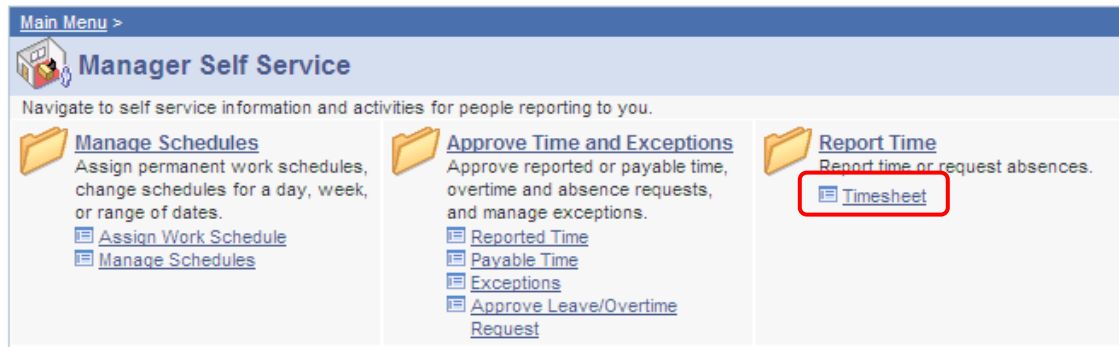 Main Menu >
Manager Self Service
Navigate to self service information and activities for people reporting to you.
Manage Schedules
Assign permanent work schedules,
change schedules for a day, week,
or range of dates.
Assign Work Schedule
Manage Schedules
Approve Time and Exceptions
Approve reported or payable time,
overtime and absence requests,
and manage exceptions.
Reported Time
Payable Time
Exceptions
Approve Leave/Overtime
Request
Report Time
Report time or request absences.
Timesheet